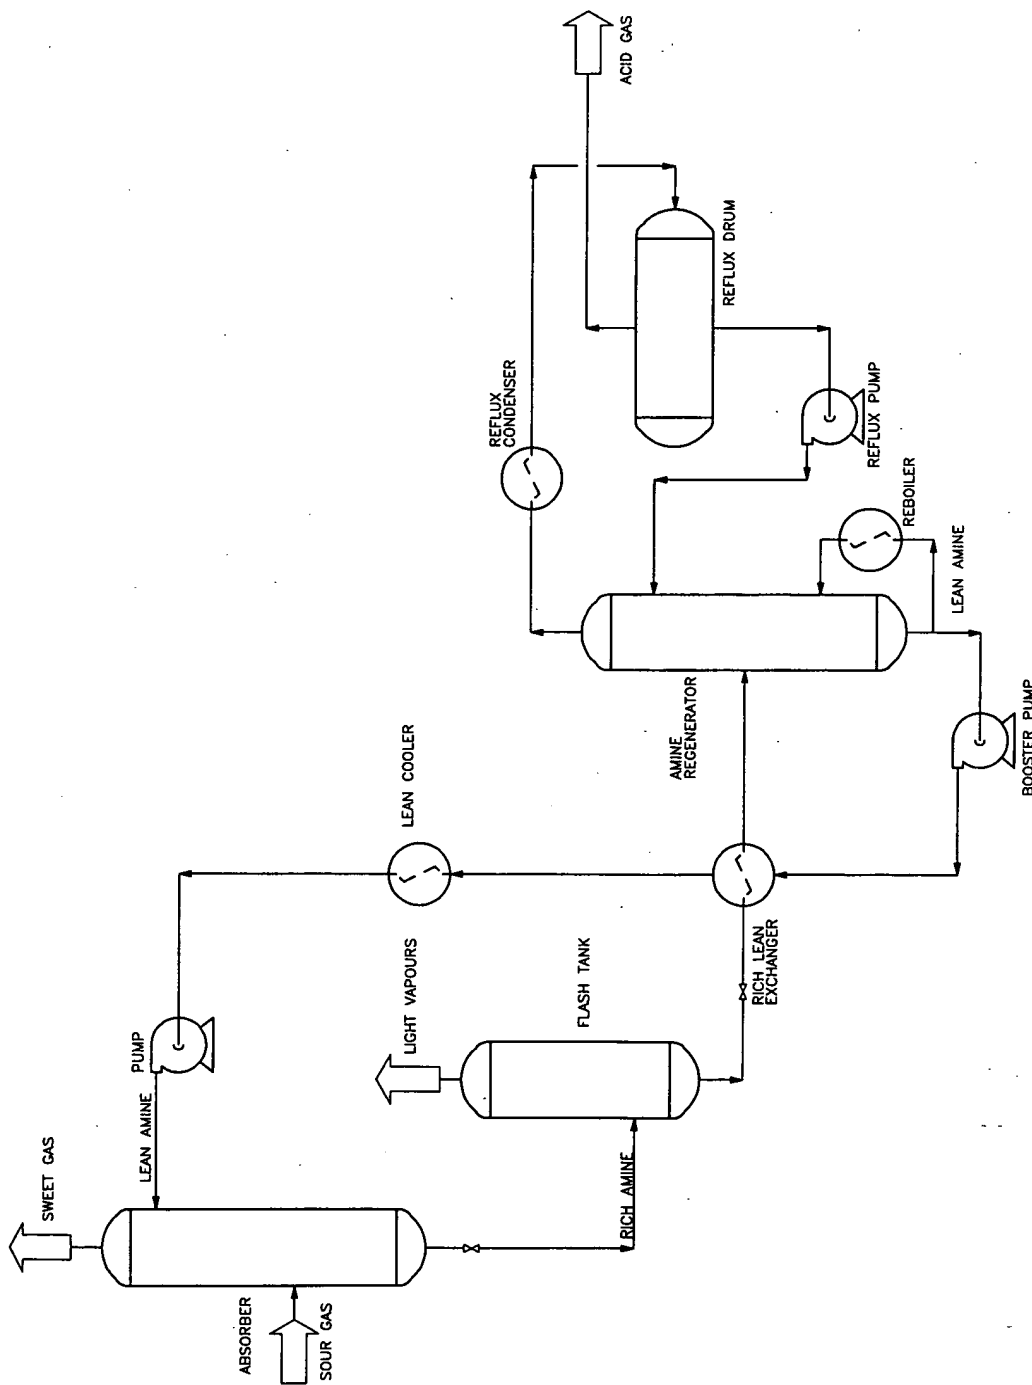 SWEET GAS
LEAN AMINE
PUMP
ABSORBER
SOUR GAS
RICH AMINE
LIGHT VAPOURS
FLASH TANK
LEAN COOLER
RICH LEAN
EXCHANGER
AMINE
REGENERATOR
BOOSTER PUMP
LEAN AMINE
REBOILER
REFLUX PUMP
REFLUX
CONDENSER
REFLUX DRUM
ACID GAS